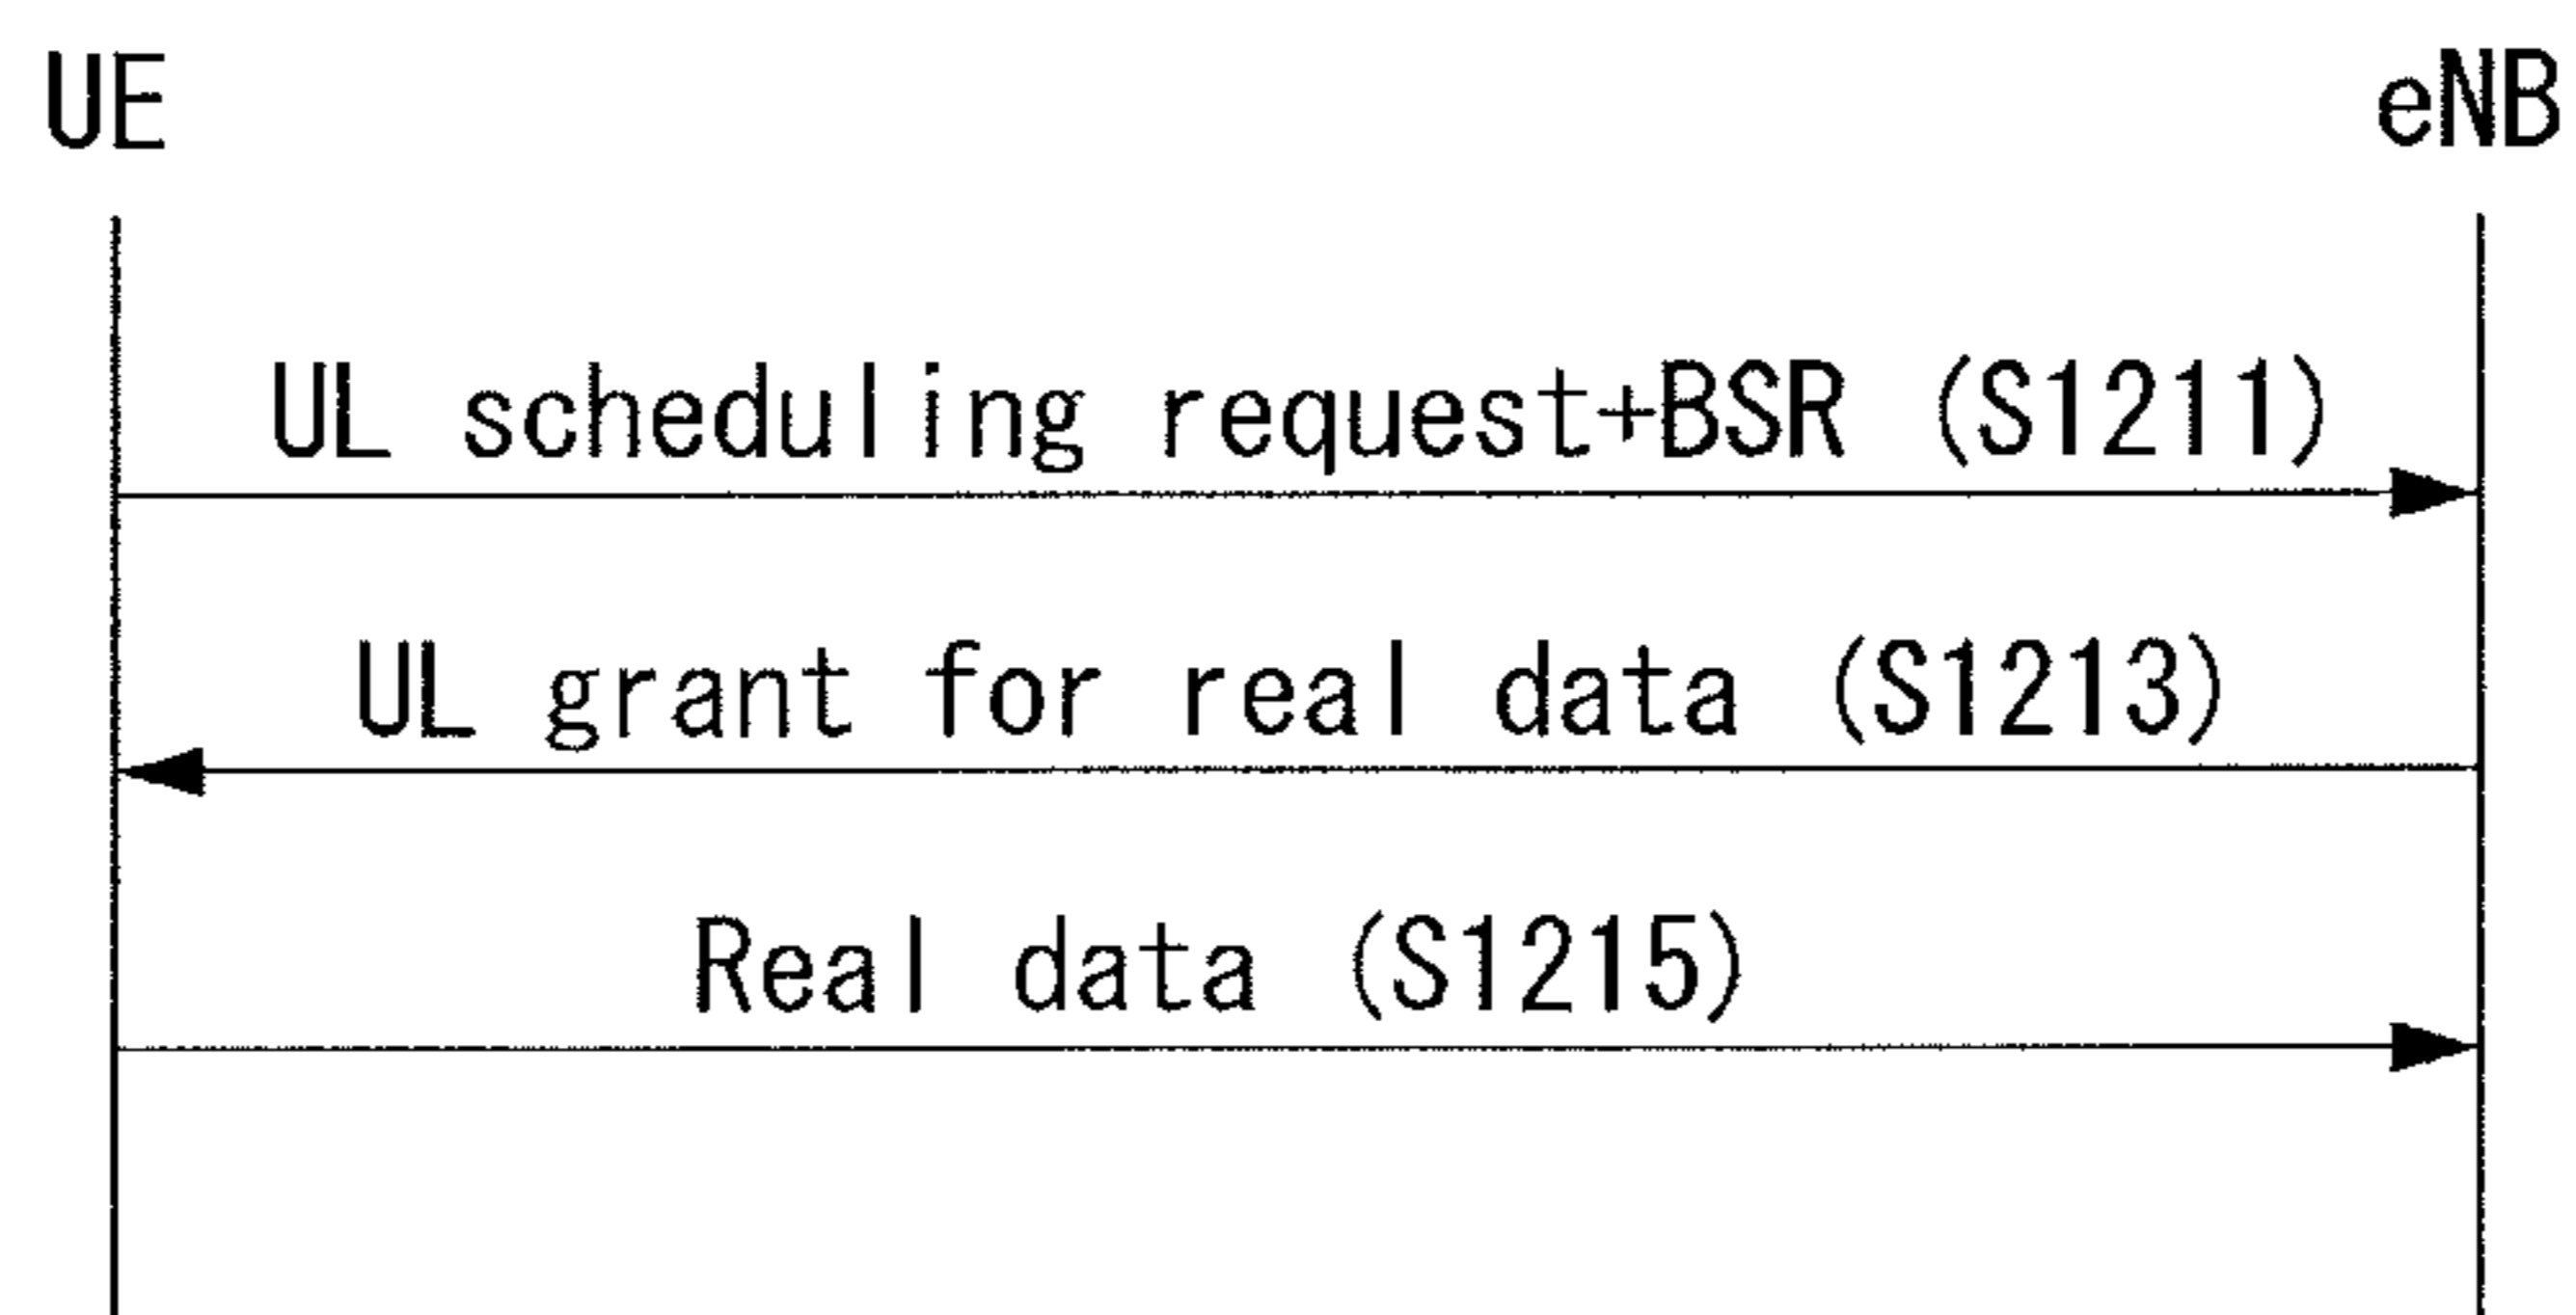 UE eNB
UL scheduling request+BSR (S1211)
UL grant for real data (S1213)
Real data (S1215)